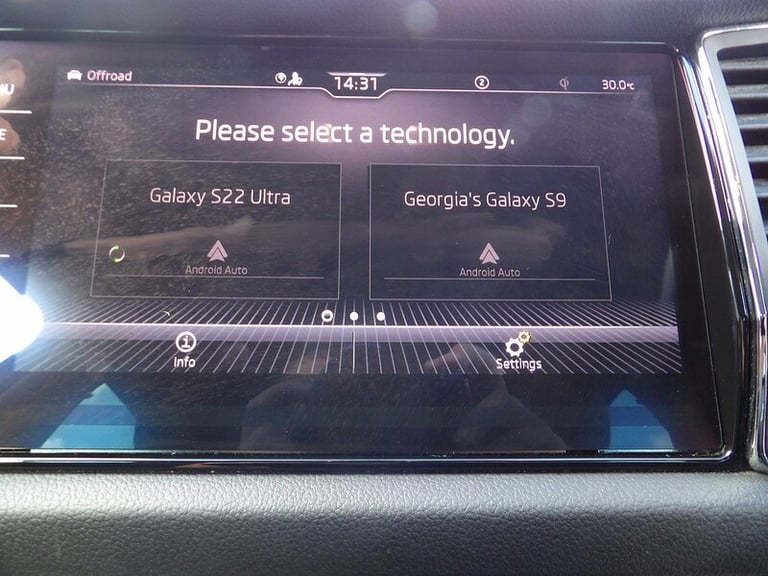 Offroad 14:31 2 30.0°C
Please select a technology.
Galaxy S22 Ultra
Georgia's Galaxy S9
Android Auto
Android Auto
Info
Settings